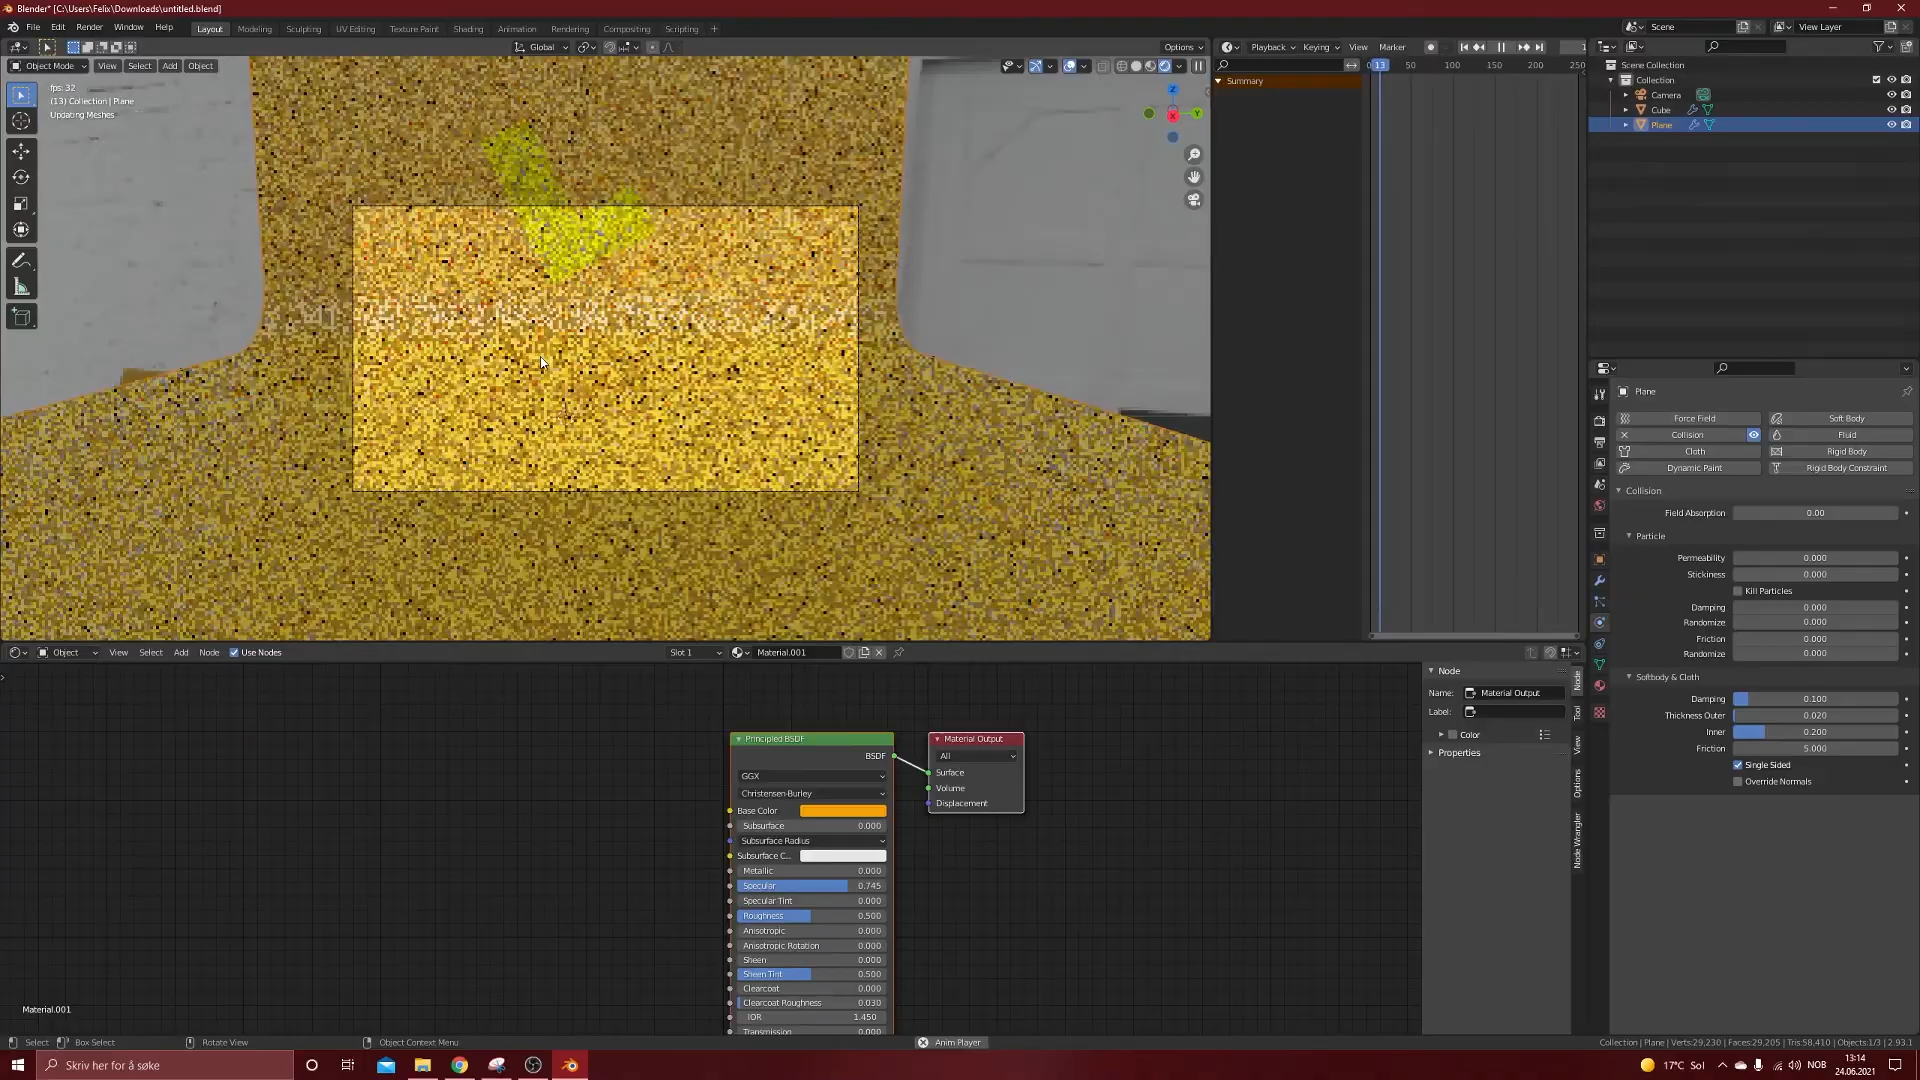 Blender* [C:\Users\Felix\Downloads\untitled.blend]
File Edit Render Window Help Layout Modeling Sculpting UV Editing Texture Paint Shading Animation Rendering Compositing Scripting + Scene View Layer
Global Options Playback Keying View Marker 1
Object Mode View Select Add Object 0 13 50 100 150 200 250
fps: 32
(13) Collection | Plane
Updating Meshes
Z
Y
X
Summary
Scene Collection
Collection
Camera
Cube
Plane
Plane
Force Field Soft Body
Collision Fluid
Cloth Rigid Body
Dynamic Paint Rigid Body Constraint
Collision
Field Absorption 0.00
Particle
Permeability 0.000
Stickiness 0.000
Kill Particles
Damping 0.000
Randomize 0.000
Friction 0.000
Randomize 0.000
Softbody & Cloth
Damping 0.100
Thickness Outer 0.020
Inner 0.200
Friction 5.000
Single Sided
Override Normals
Object View Select Add Node Use Nodes Slot 1 Material.001
Node
Name: Material Output
Label:
Color
Properties
Node
Tool
View
Options
Node Wrangler
Principled BSDF
BSDF
GGX
Christensen-Burley
Base Color
Subsurface 0.000
Subsurface Radius
Subsurface C...
Metallic 0.000
Specular 0.745
Specular Tint 0.000
Roughness 0.500
Anisotropic 0.000
Anisotropic Rotation 0.000
Sheen 0.000
Sheen Tint 0.500
Clearcoat 0.000
Clearcoat Roughness 0.030
IOR 1.450
Transmission 0.000
Material Output
All
Surface
Volume
Displacement
Material.001
Select Box Select Rotate View Object Context Menu Anim Player Collection | Plane | Verts:29,230 | Faces:29,205 | Tris:58,410 | Objects:1/3 | 2.93.1
Skriv her for å søke 17°C Sol NOB 13:14
24.06.2021